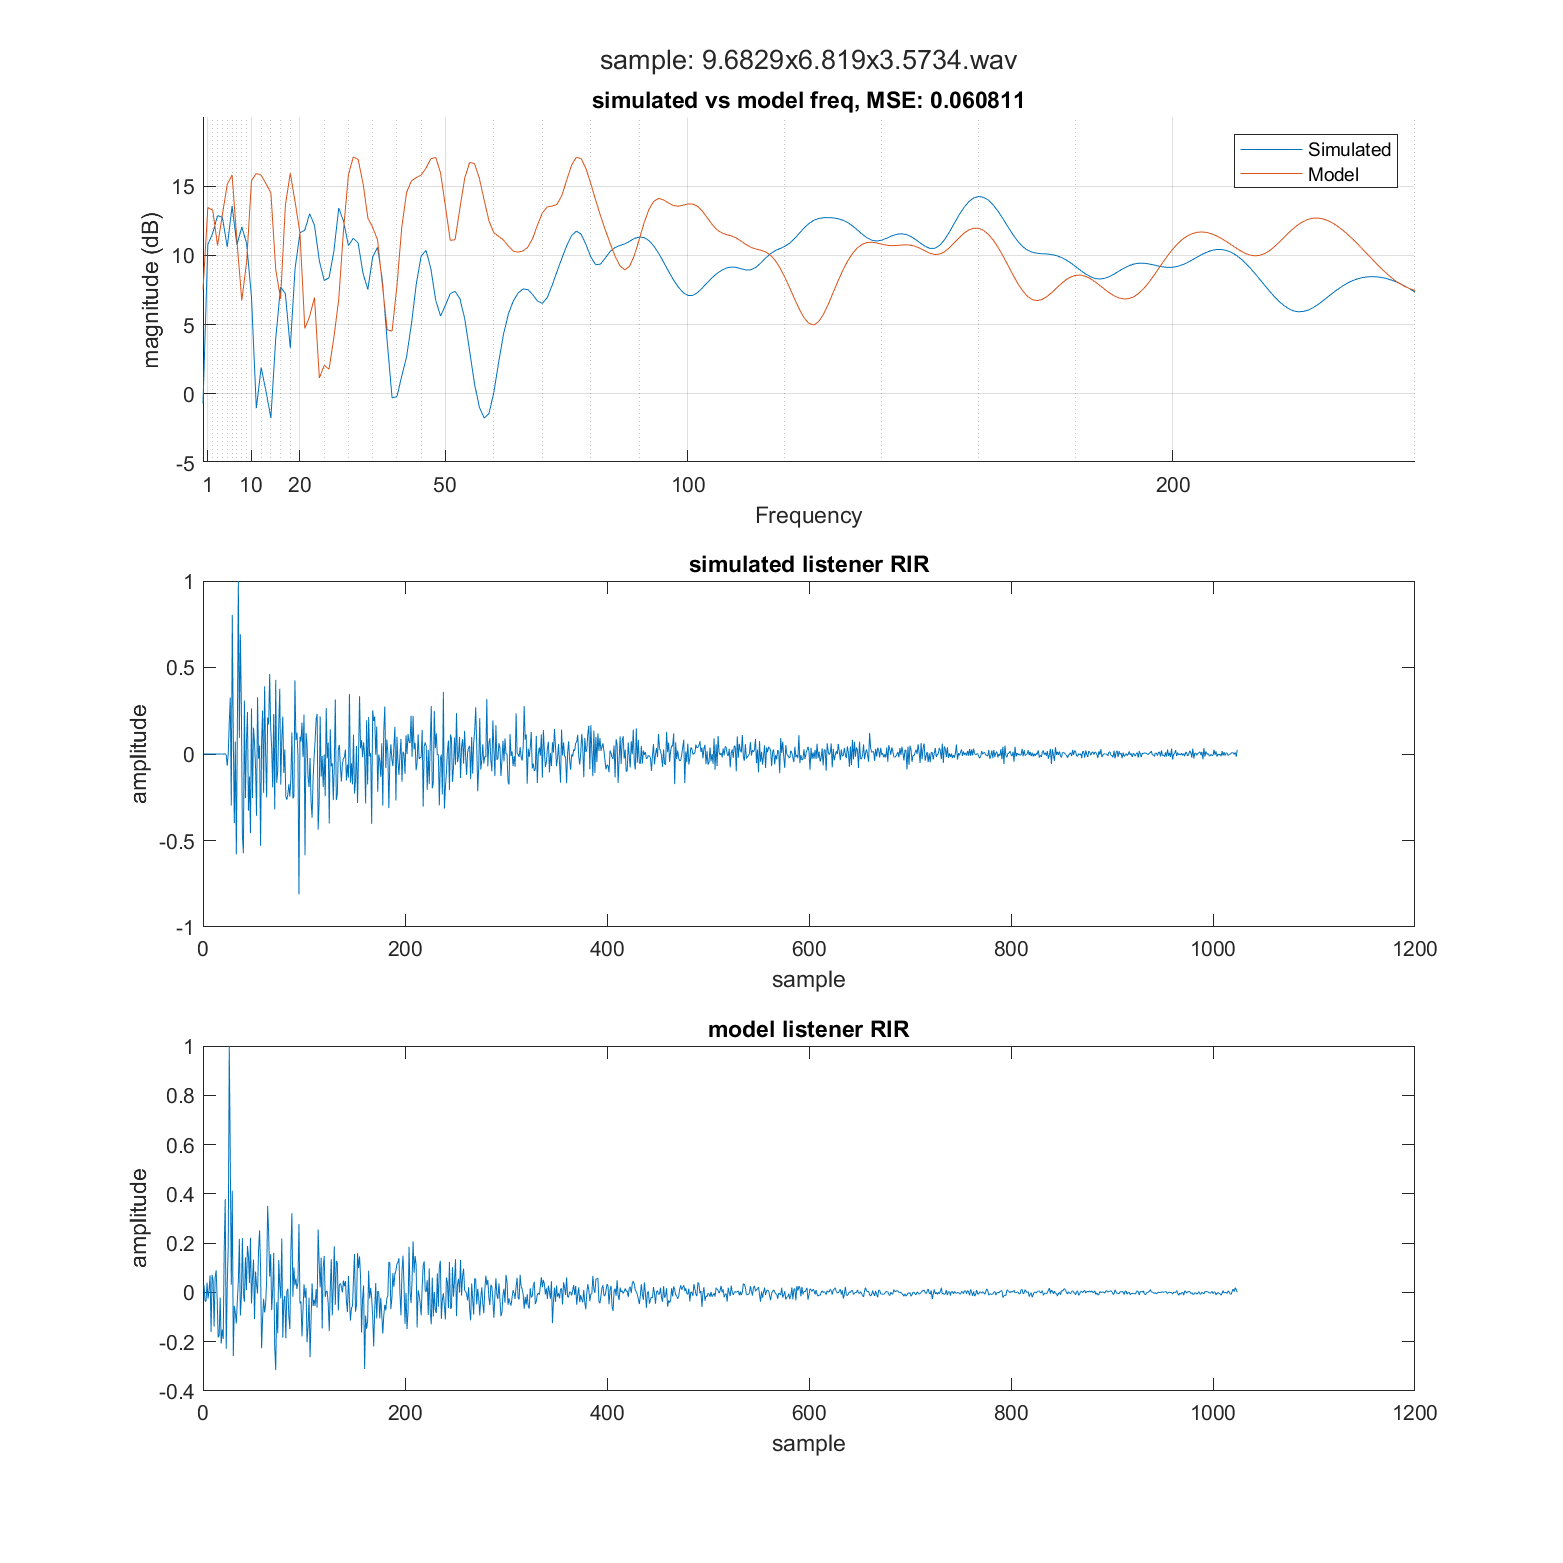 sample: 9.6829x6.819x3.5734.wav
simulated vs model freq, MSE: 0.060811
Simulated
Model
15
10
5
0
-5
magnitude (dB)
1 10 20 50 100 200
Frequency
simulated listener RIR
1
0.5
0
-0.5
-1
amplitude
0 200 400 600 800 1000 1200
sample
model listener RIR
1
0.8
0.6
0.4
0.2
0
-0.2
-0.4
amplitude
0 200 400 600 800 1000 1200
sample